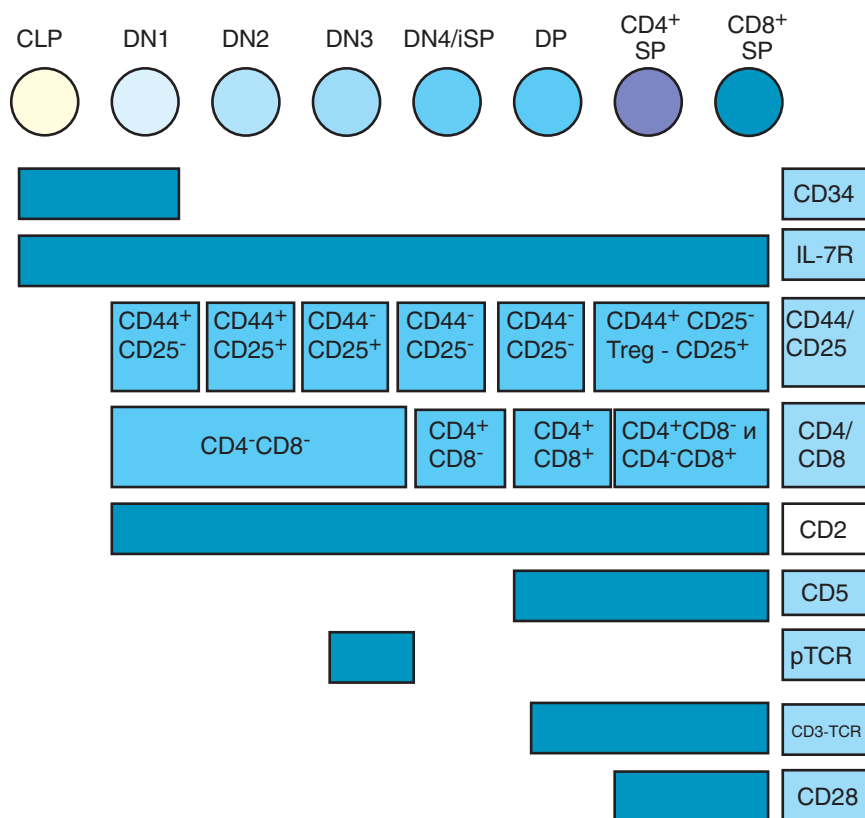 CLP DN1 DN2 DN3 DN4/iSP DP CD4⁺ SP CD8⁺ SP
CD34
IL-7R
CD44⁺ CD44⁺ CD44⁻ CD44⁻ CD44⁻ CD44⁺ CD25⁻ CD44/
CD25⁻ CD25⁺ CD25⁺ CD25⁻ CD25⁻ Treg - CD25⁺ CD25
CD4⁻CD8⁻
CD4⁺ CD4⁺ CD4⁺CD8⁻ и CD4/
CD8⁻ CD8⁺ CD4⁻CD8⁺ CD8
CD2
CD5
pTCR
CD3-TCR
CD28